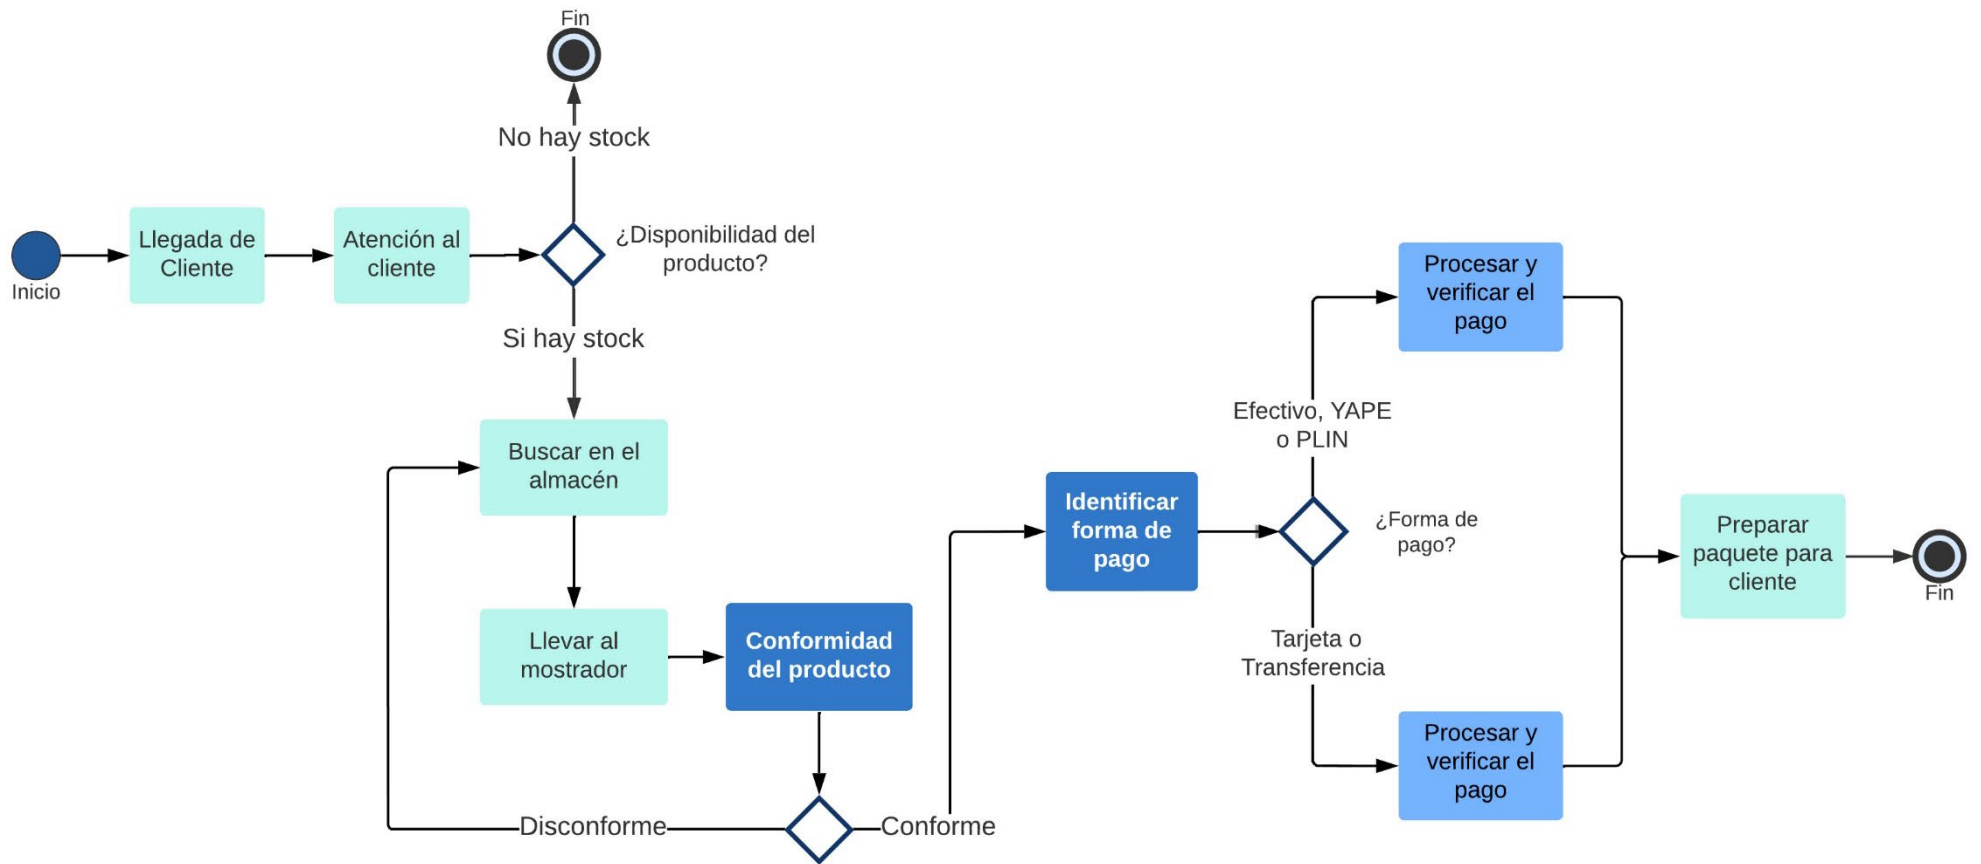 Fin
No hay stock
Llegada de
Cliente
Atención al
cliente
¿Disponibilidad del
producto?
Inicio
Si hay stock
Buscar en el
almacén
Llevar al
mostrador
Conformidad
del producto
Disconforme
Conforme
Identificar
forma de
pago
¿Forma de
pago?
Efectivo, YAPE
o PLIN
Procesar y
verificar el
pago
Tarjeta o
Transferencia
Procesar y
verificar el
pago
Preparar
paquete para
cliente
Fin